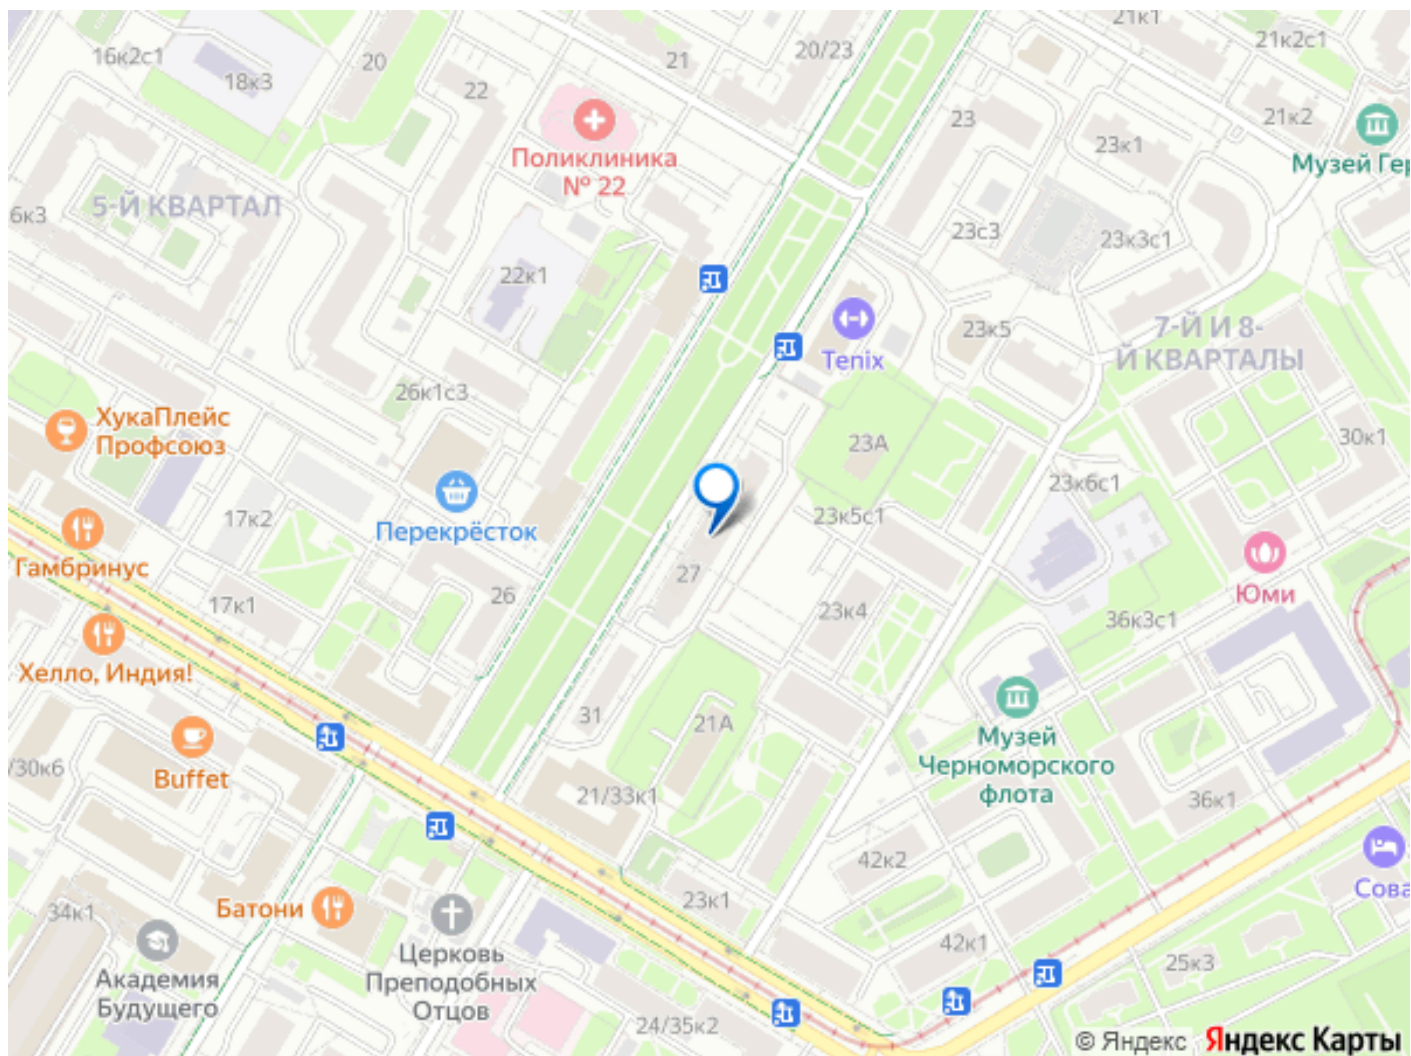 21к1
16к2с1
20
21
20/23
21к2с1
18к3
22
23
21к2
23к1
Поликлиника
№ 22
Музей Гер
5-Й КВАРТАЛ
6к3
23с3
23к3с1
22к1
23к5
7-Й И 8-
Й КВАРТАЛЫ
Tenix
26к1с3
ХукаПлейс
Профсоюз
23А
30к1
23к6с1
17к2
Перекрёсток
23к5с1
Гамбринус
27
Юми
17к1
26
23к4
36к3с1
Хелло, Индия!
31
21А
Музей
Черноморского
флота
/30к6
Buffet
21/33к1
36к1
42к2
Сова
34к1
Батони
23к1
42к1
Церковь
Преподобных
Отцов
25к3
Академия
Будущего
24/35к2
© Яндекс Яндекс Карты